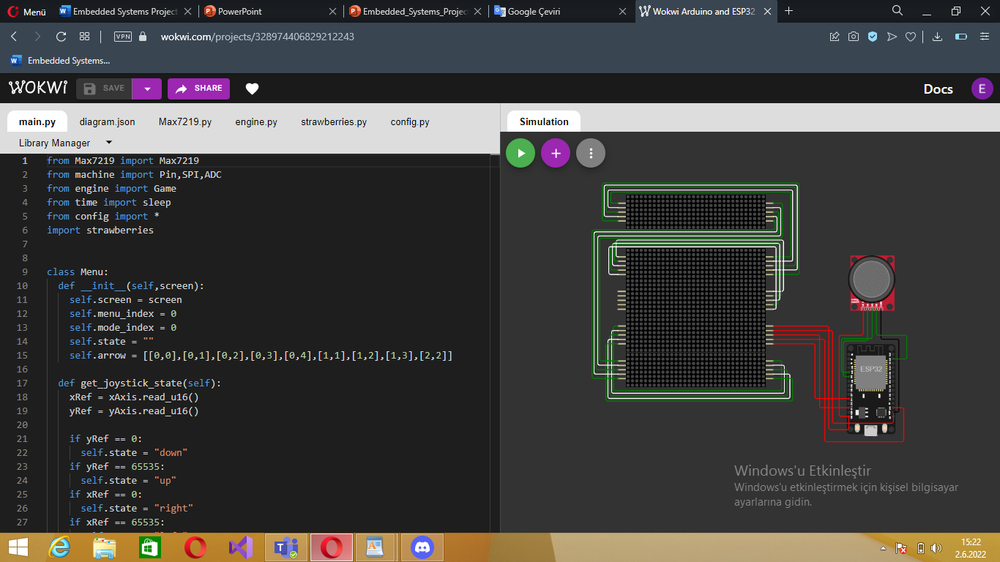 Menü
Embedded Systems Project
PowerPoint
Embedded_Systems_Projec
Google Çeviri
Wokwi Arduino and ESP32
VPN
wokwi.com/projects/328974406829212243
Embedded Systems...
WOKWI
SAVE
SHARE
Docs
E
main.py
diagram.json
Max7219.py
engine.py
strawberries.py
config.py
Simulation
Library Manager
1 from Max7219 import Max7219
2 from machine import Pin,SPI,ADC
3 from engine import Game
4 from time import sleep
5 from config import *
6 import strawberries
7
8
9 class Menu:
10 def __init__(self,screen):
11 self.screen = screen
12 self.menu_index = 0
13 self.mode_index = 0
14 self.state = ""
15 self.arrow = [[0,0],[0,1],[0,2],[0,3],[0,4],[1,1],[1,2],[1,3],[2,2]]
16
17 def get_joystick_state(self):
18 xRef = xAxis.read_u16()
19 yRef = yAxis.read_u16()
20
21 if yRef == 0:
22 self.state = "down"
23 if yRef == 65535:
24 self.state = "up"
25 if xRef == 0:
26 self.state = "right"
27 if xRef == 65535:
ESP32
Windows'u Etkinleştir
Windows'u etkinleştirmek için kişisel bilgisayar
ayarlarına gidin.
15:22
2.6.2022